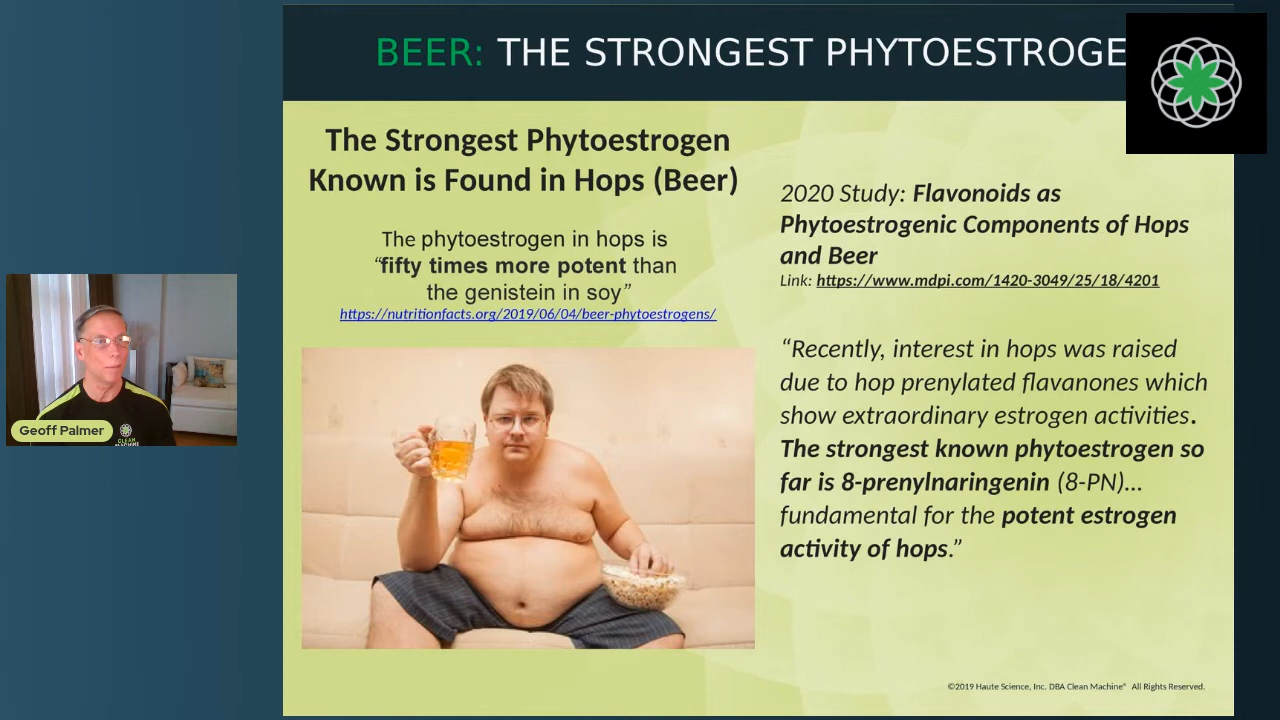 BEER: THE STRONGEST PHYTOESTROGE
The Strongest Phytoestrogen
Known is Found in Hops (Beer)
The phytoestrogen in hops is
“fifty times more potent than
the genistein in soy”
https://nutritionfacts.org/2019/06/04/beer-phytoestrogens/
2020 Study: Flavonoids as
Phytoestrogenic Components of Hops
and Beer
Link: https://www.mdpi.com/1420-3049/25/18/4201
“Recently, interest in hops was raised
due to hop prenylated flavanones which
show extraordinary estrogen activities.
The strongest known phytoestrogen so
far is 8-prenylnaringenin (8-PN)...
fundamental for the potent estrogen
activity of hops.”
©2019 Haute Science, Inc. DBA Clean Machine® All Rights Reserved.
Geoff Palmer
CLEAN
MACHINE